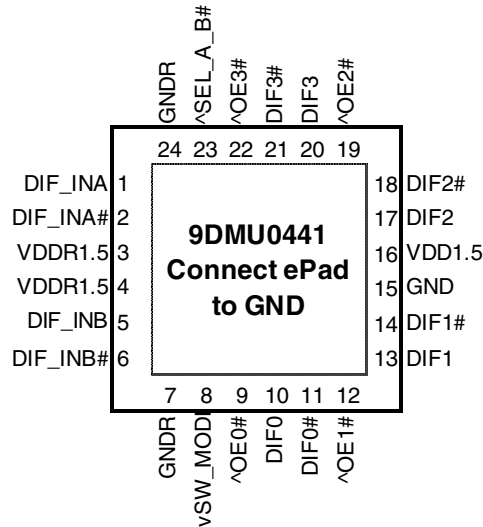 GNDR
^SEL_A_B#
^OE3#
DIF3#
DIF3
^OE2#
24 23 22 21 20 19
DIF_INA 1
DIF_INA# 2
VDDR1.5 3
VDDR1.5 4
DIF_INB 5
DIF_INB# 6
9DMU0441
Connect ePad
to GND
18 DIF2#
17 DIF2
16 VDD1.5
15 GND
14 DIF1#
13 DIF1
7 8 9 10 11 12
GNDR
vSW_MODE
^OE0#
DIF0
DIF0#
^OE1#